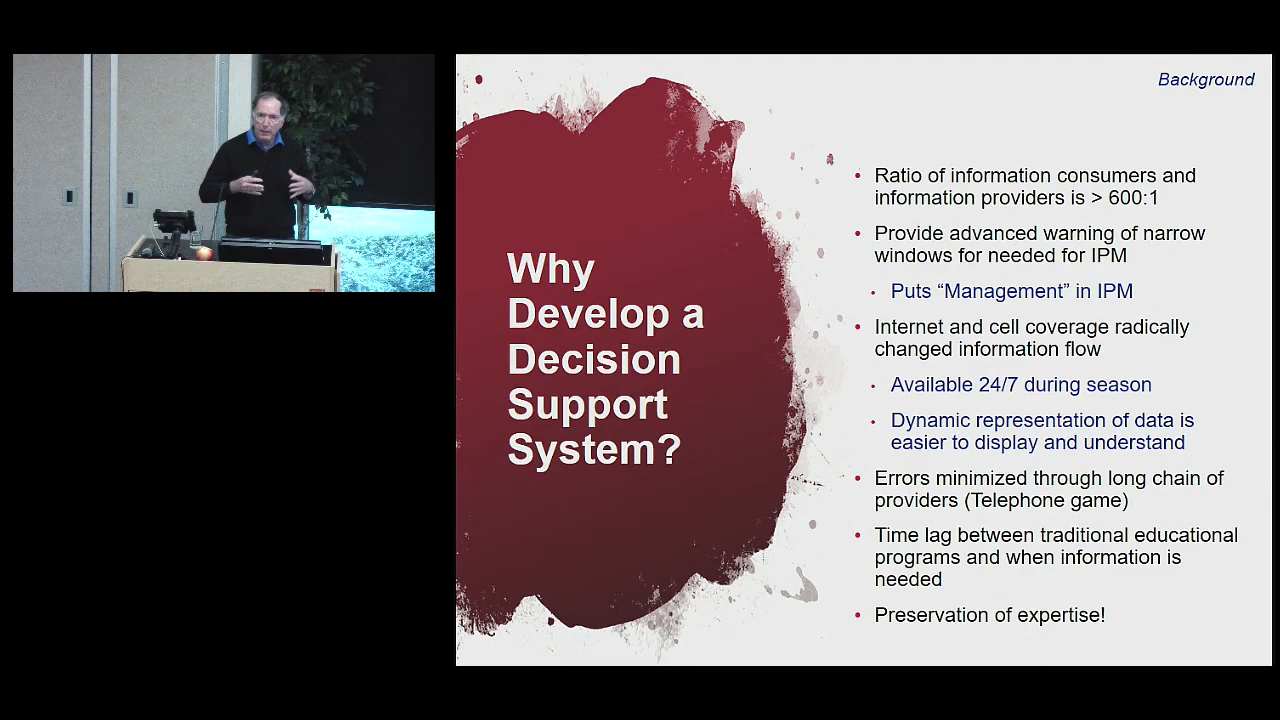 Background
Why
Develop a
Decision
Support
System?
• Ratio of information consumers and
information providers is > 600:1
• Provide advanced warning of narrow
windows for needed for IPM
• Puts “Management” in IPM
• Internet and cell coverage radically
changed information flow
• Available 24/7 during season
• Dynamic representation of data is
easier to display and understand
• Errors minimized through long chain of
providers (Telephone game)
• Time lag between traditional educational
programs and when information is
needed
• Preservation of expertise!